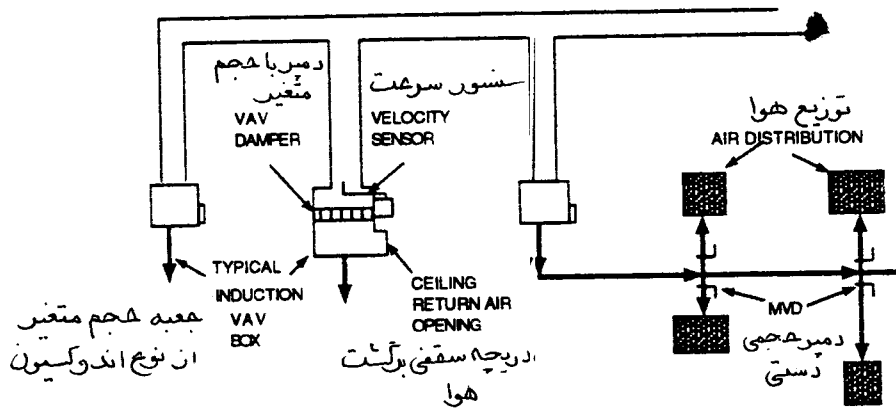 دمپر با حجم
متغیر
VAV
DAMPER
سنسور سرعت
VELOCITY
SENSOR
توزیع هوا
AIR DISTRIBUTION
TYPICAL
INDUCTION
VAV
BOX
جعبه حجم متغیر
از نوع اندوکسیون
CEILING
RETURN AIR
OPENING
دریچه سقفی برگشت
هوا
MVD
دمپر حجمی
دستی